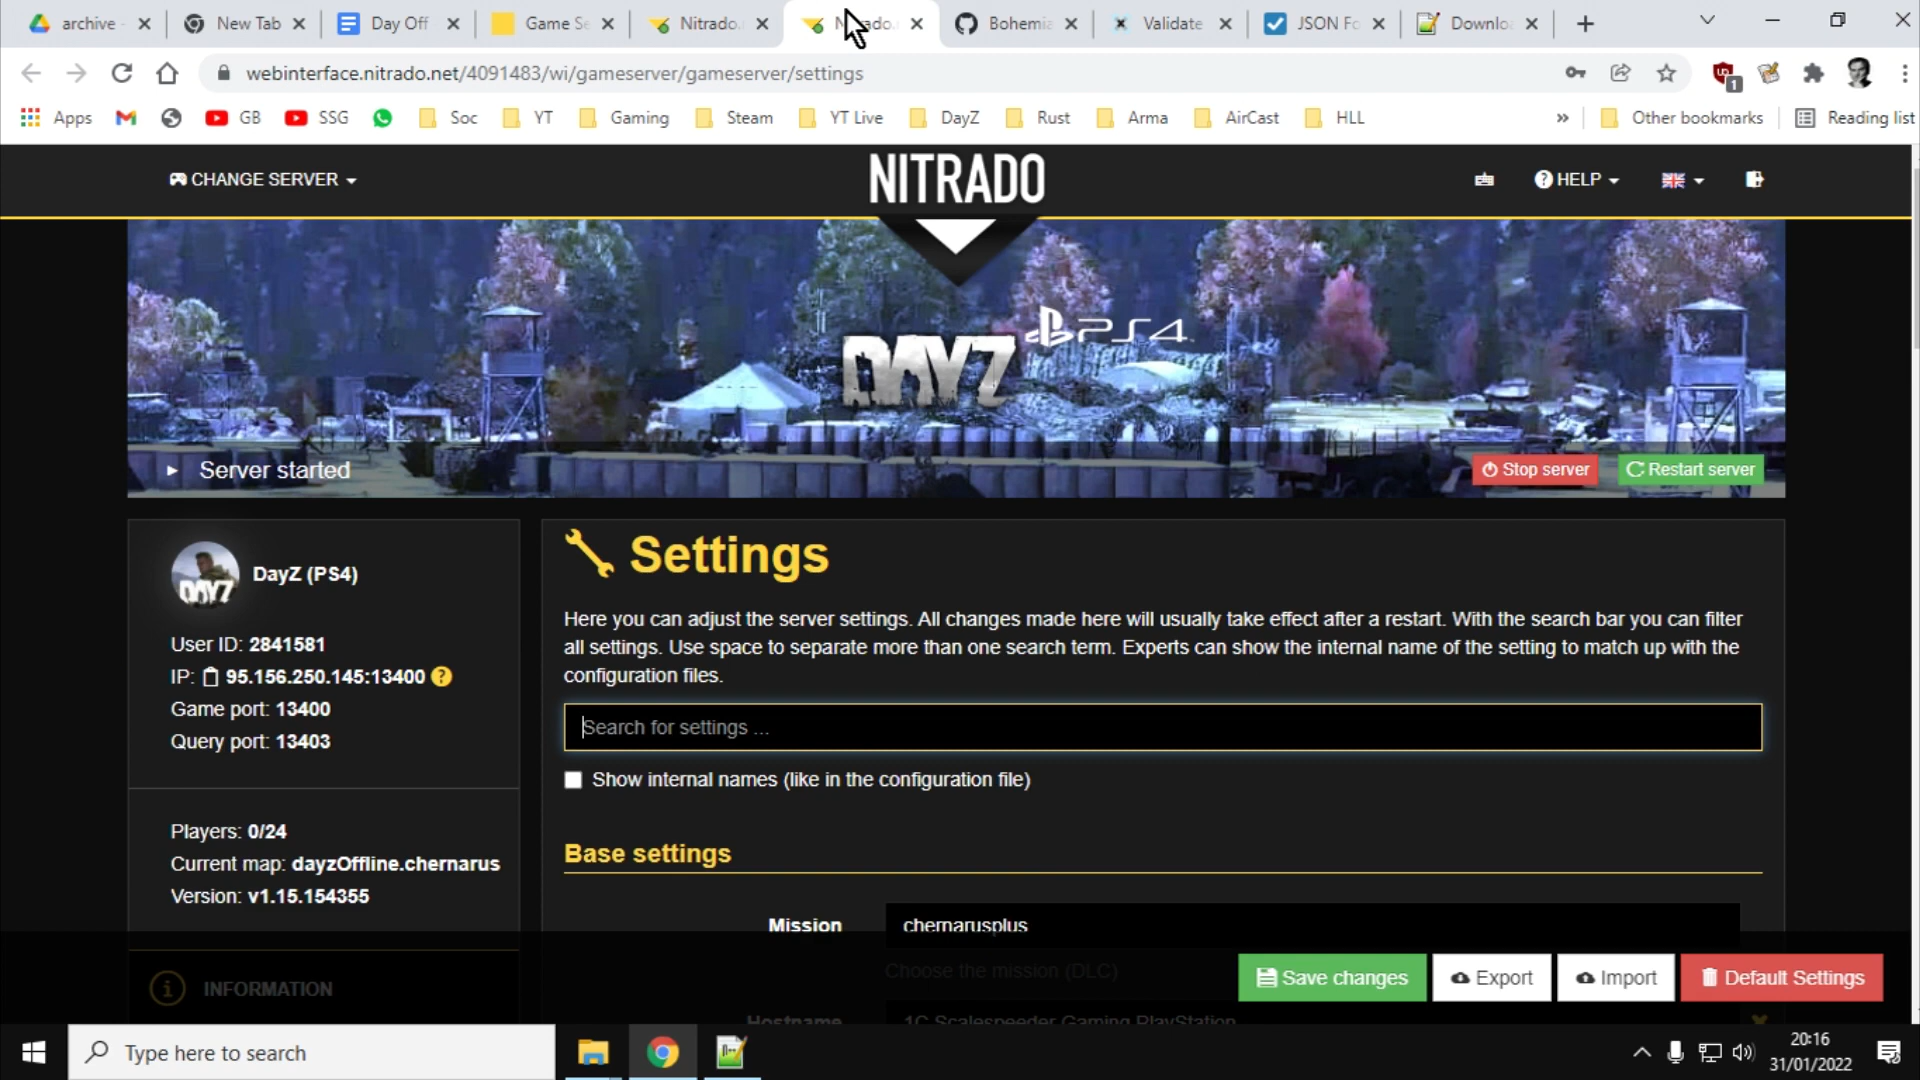 archive -
New Tab
Day Off
Game Se
Nitrado.
Nitrado.
Bohemia
Validate
JSON Fo
Downlo
webinterface.nitrado.net/4091483/wi/gameserver/gameserver/settings
1
Apps
GB
SSG
Soc
YT
Gaming
Steam
YT Live
DayZ
Rust
Arma
AirCast
HLL
»
Other bookmarks
Reading list
CHANGE SERVER
NITRADO
HELP
DAYZ PS4
Server started
Stop server
Restart server
DAYZ
DayZ (PS4)
User ID: 2841581
IP: 95.156.250.145:13400 ?
Game port: 13400
Query port: 13403
Players: 0/24
Current map: dayzOffline.chernarus
Version: v1.15.154355
INFORMATION
Settings
Here you can adjust the server settings. All changes made here will usually take effect after a restart. With the search bar you can filter
all settings. Use space to separate more than one search term. Experts can show the internal name of the setting to match up with the
configuration files.
Search for settings ...
Show internal names (like in the configuration file)
Base settings
Mission
chernarusplus
Choose the mission (DLC)
Save changes
Export
Import
Default Settings
Hostname
1C Scalespeeder Gaming PlayStation
Type here to search
20:16
31/01/2022